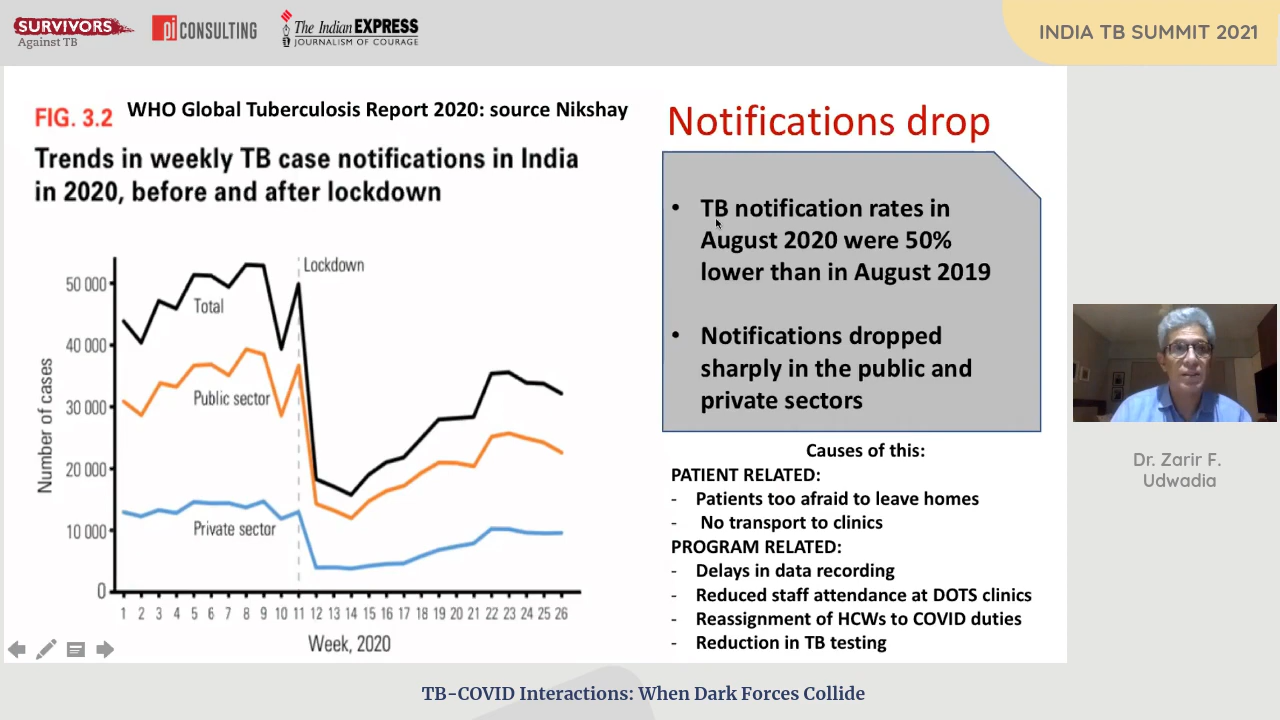 SURVIVORS
Against TB
pi CONSULTING
The Indian EXPRESS
JOURNALISM OF COURAGE
INDIA TB SUMMIT 2021
FIG. 3.2
WHO Global Tuberculosis Report 2020: source Nikshay
Trends in weekly TB case notifications in India
in 2020, before and after lockdown
Number of cases
50 000
40 000
30 000
20 000
10 000
0
Lockdown
Total
Public sector
Private sector
1 2 3 4 5 6 7 8 9 10 11 12 13 14 15 16 17 18 19 20 21 22 23 24 25 26
Week, 2020
Notifications drop
• TB notification rates in
August 2020 were 50%
lower than in August 2019
• Notifications dropped
sharply in the public and
private sectors
Causes of this:
PATIENT RELATED:
- Patients too afraid to leave homes
- No transport to clinics
PROGRAM RELATED:
- Delays in data recording
- Reduced staff attendance at DOTS clinics
- Reassignment of HCWs to COVID duties
- Reduction in TB testing
Dr. Zarir F.
Udwadia
TB-COVID Interactions: When Dark Forces Collide